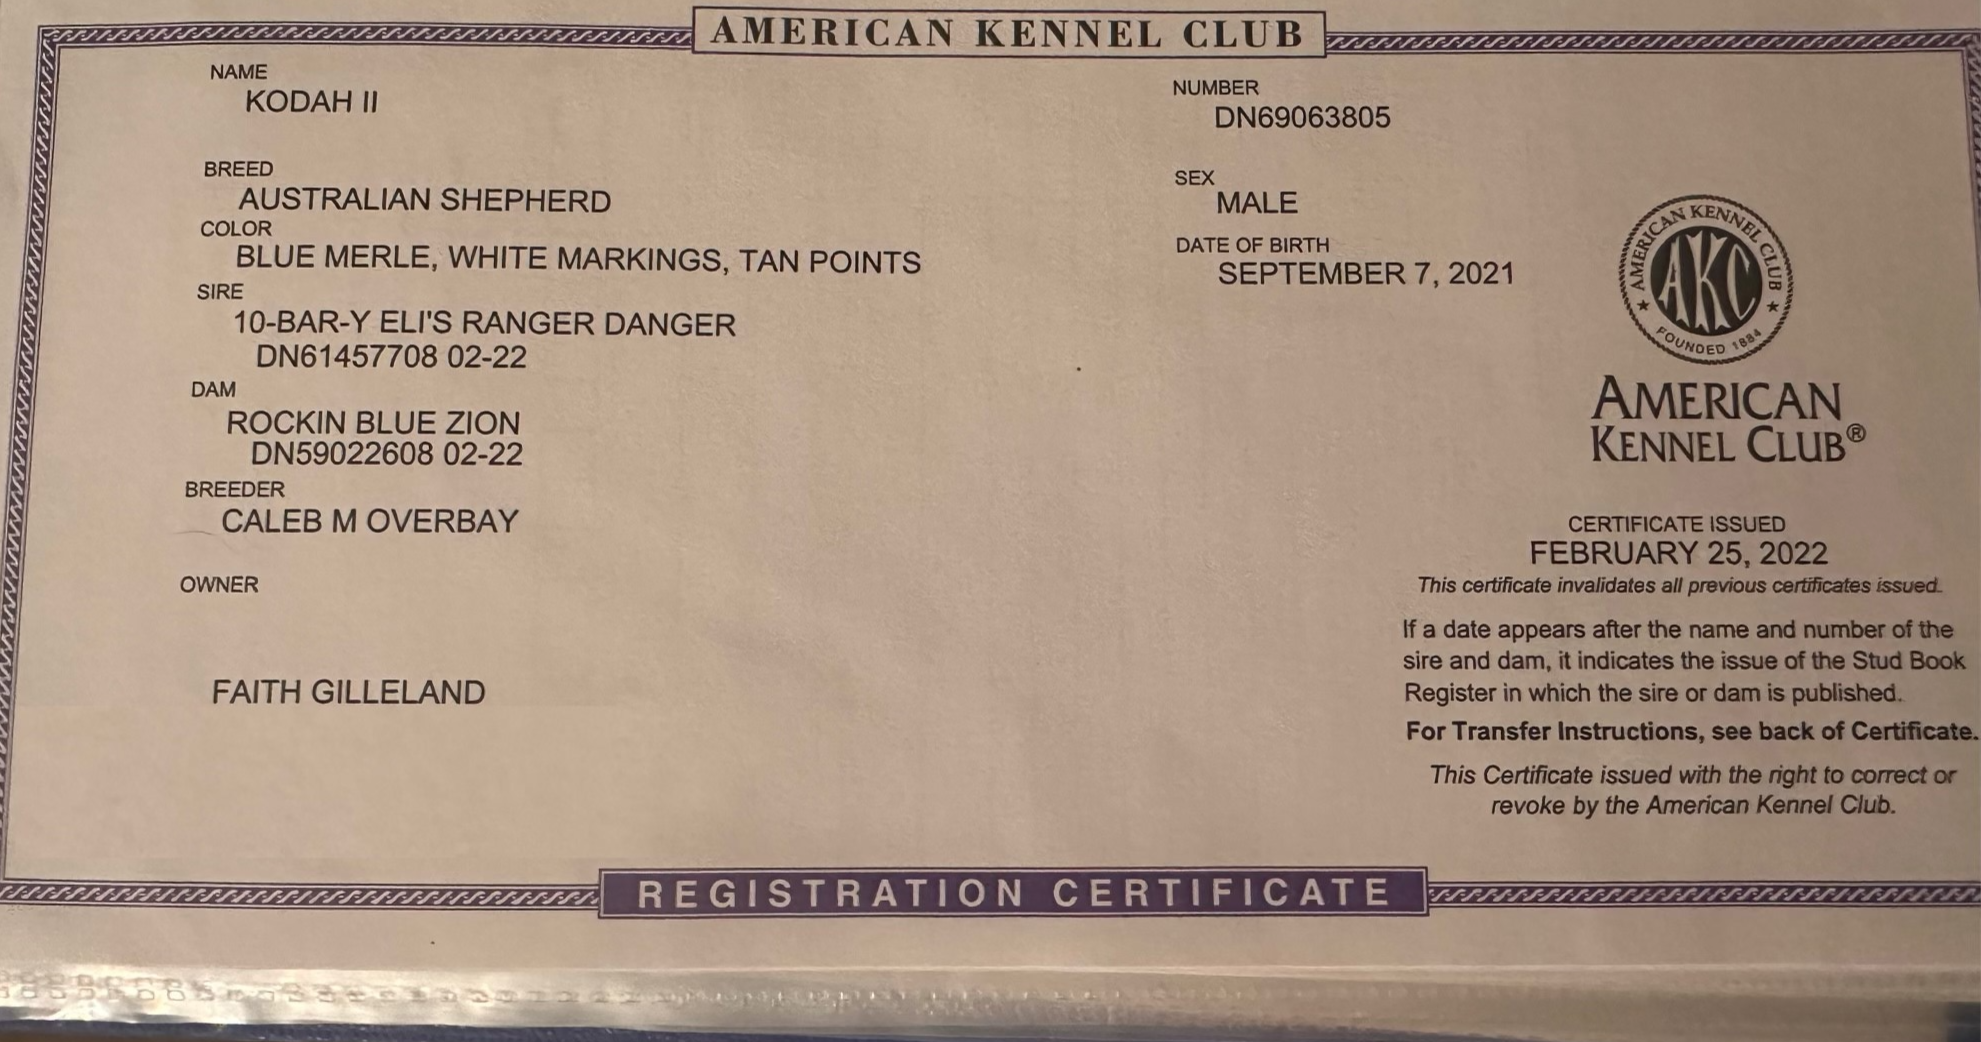 AMERICAN KENNEL CLUB
NAME
KODAH II
NUMBER
DN69063805
BREED
AUSTRALIAN SHEPHERD
SEX
MALE
COLOR
BLUE MERLE, WHITE MARKINGS, TAN POINTS
DATE OF BIRTH
SEPTEMBER 7, 2021
SIRE
10-BAR-Y ELI'S RANGER DANGER
DN61457708 02-22
DAM
ROCKIN BLUE ZION
DN59022608 02-22
BREEDER
CALEB M OVERBAY
OWNER
FAITH GILLELAND
AMERICAN KENNEL CLUB
AKC
FOUNDED 1884
AMERICAN
KENNEL CLUB®
CERTIFICATE ISSUED
FEBRUARY 25, 2022
This certificate invalidates all previous certificates issued.
If a date appears after the name and number of the
sire and dam, it indicates the issue of the Stud Book
Register in which the sire or dam is published.
For Transfer Instructions, see back of Certificate.
This Certificate issued with the right to correct or
revoke by the American Kennel Club.
REGISTRATION CERTIFICATE